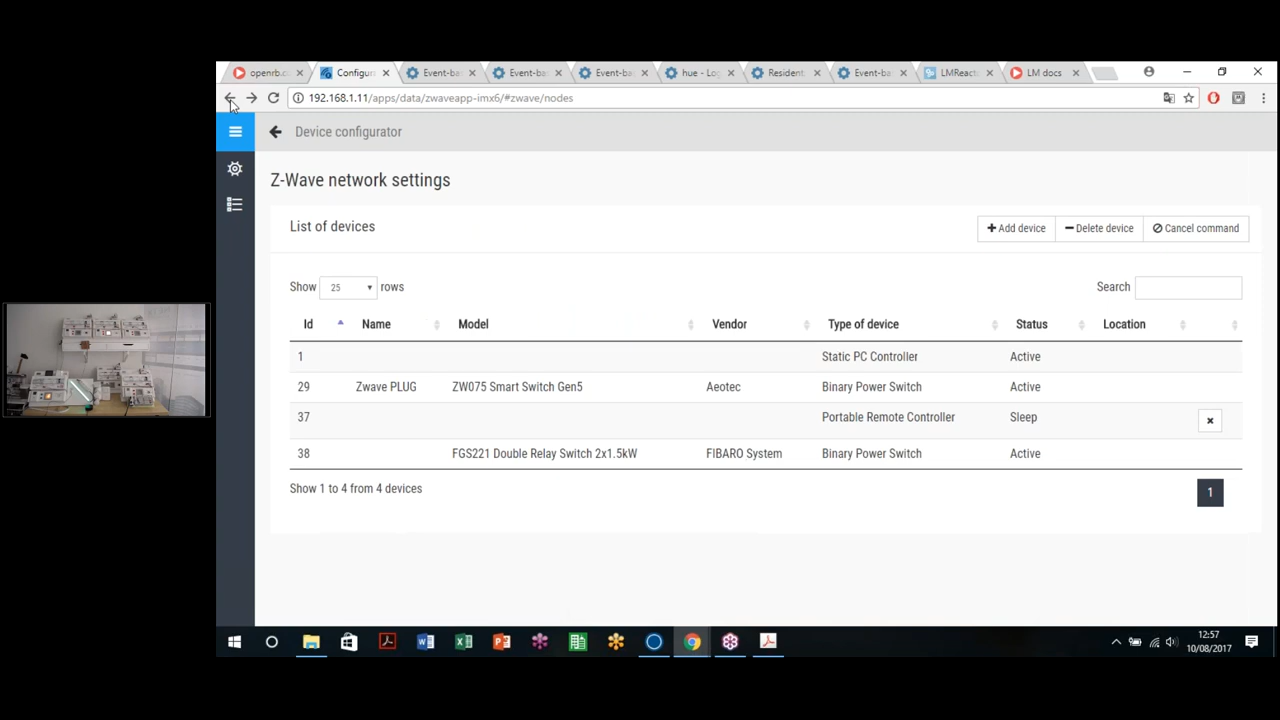 openrb.c
Configura
Event-ba
Event-ba
Event-ba
hue - Lo
Resident
Event-ba
LMReact
LM docs
192.168.1.11/apps/data/zwaveapp-imx6/#zwave/nodes
Device configurator
Z-Wave network settings
List of devices
Add device
Delete device
Cancel command
Show 25 rows
Search
Id Name Model Vendor Type of device Status Location
1 Static PC Controller Active
29 Zwave PLUG ZW075 Smart Switch Gen5 Aeotec Binary Power Switch Active
37 Portable Remote Controller Sleep
38 FGS221 Double Relay Switch 2x1.5kW FIBARO System Binary Power Switch Active
Show 1 to 4 from 4 devices
1
12:57
10/08/2017